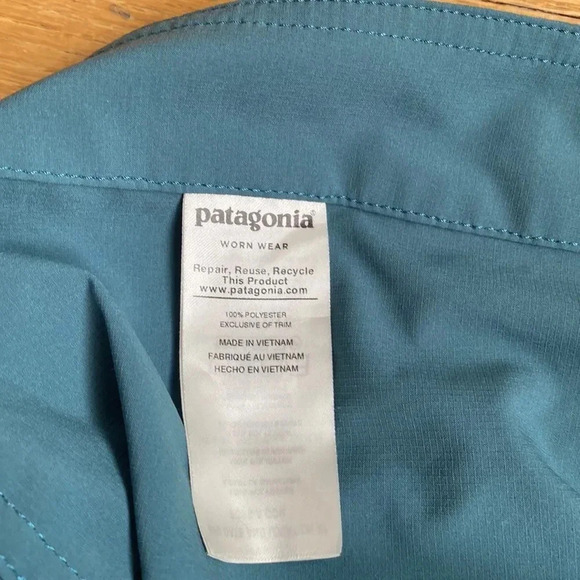 patagonia®
WORN WEAR
Repair, Reuse, Recycle
This Product
www.patagonia.com
100% POLYESTER
EXCLUSIVE OF TRIM
MADE IN VIETNAM
FABRIQUÉ AU VIETNAM
HECHO EN VIETNAM